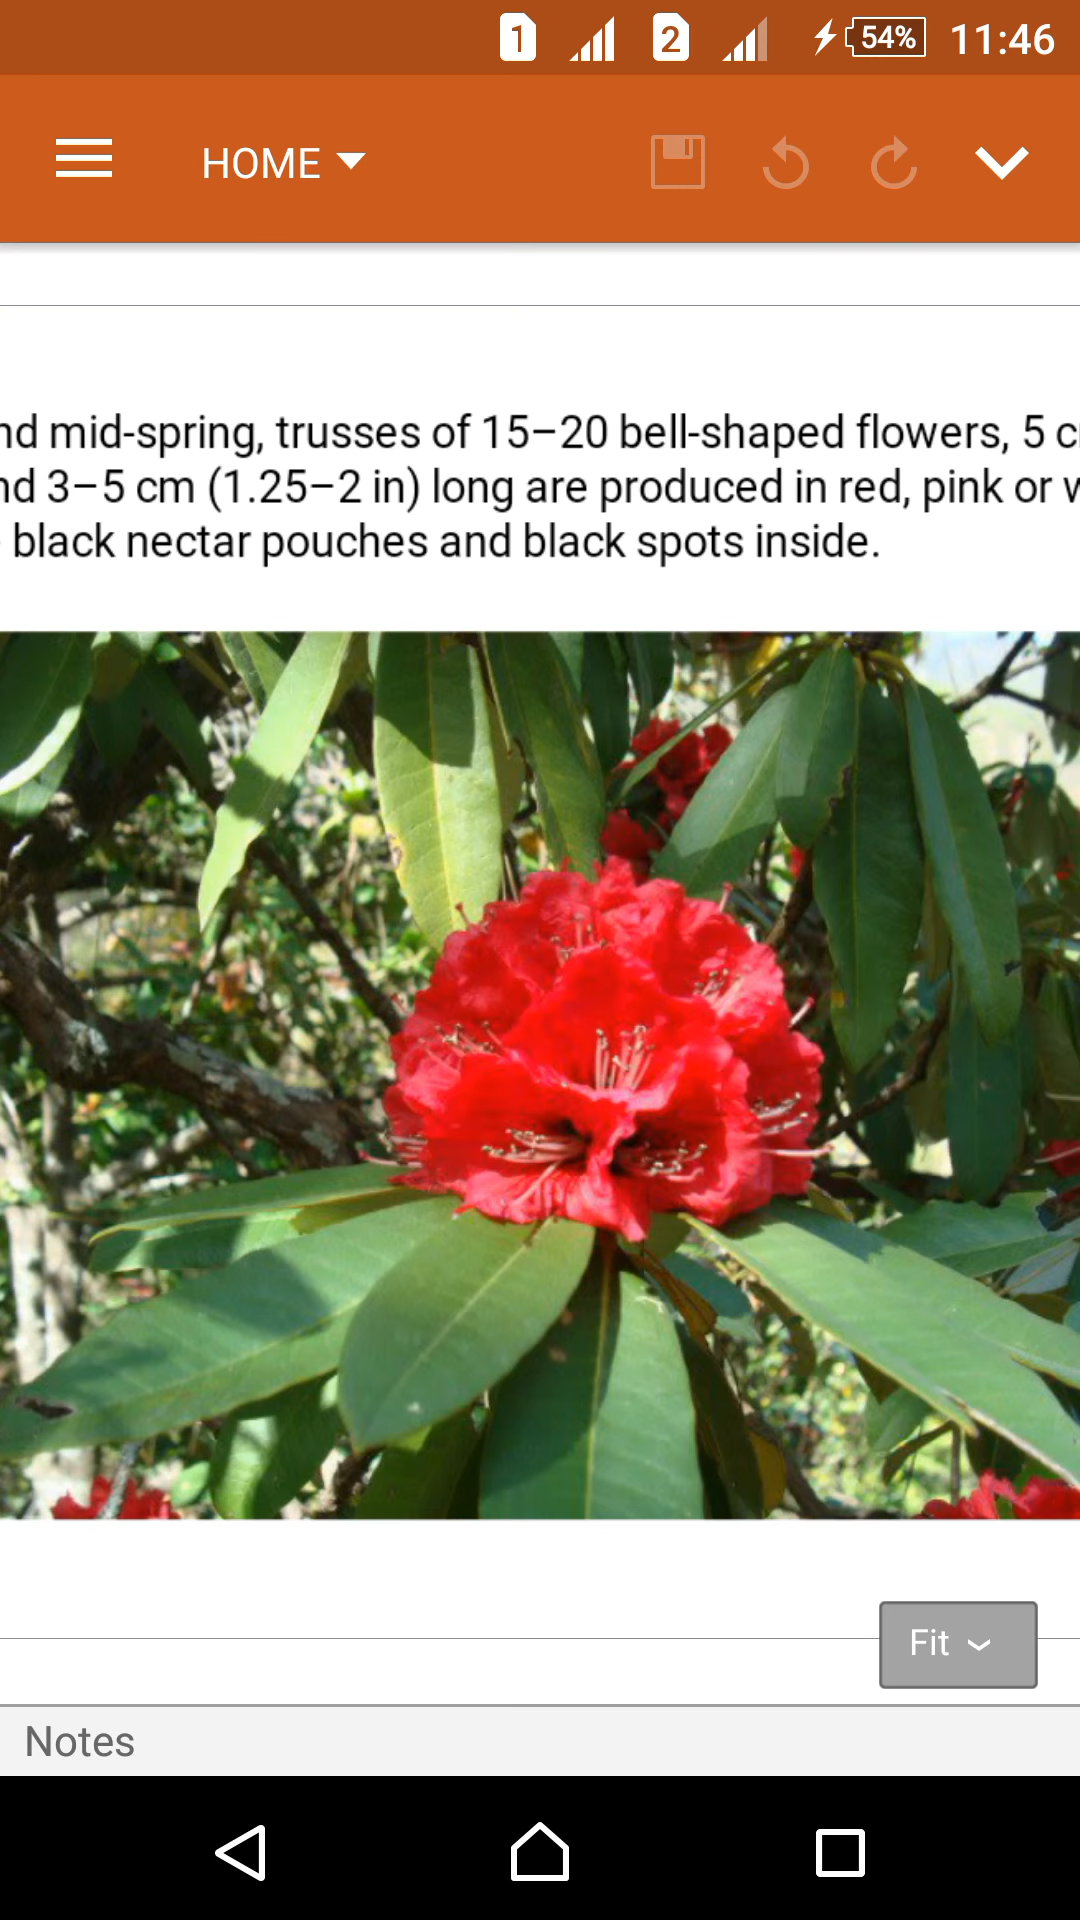 1 2 54% 11:46
HOME
nd mid-spring, trusses of 15–20 bell-shaped flowers, 5 c
nd 3–5 cm (1.25–2 in) long are produced in red, pink or
black nectar pouches and black spots inside.
Fit
Notes